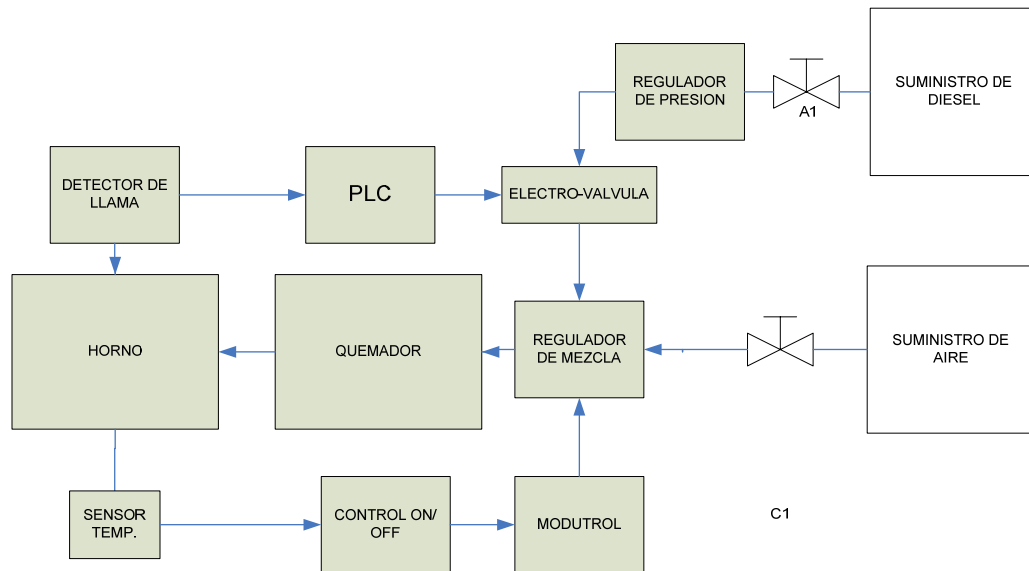 REGULADOR
DE PRESION
A1
SUMINISTRO DE
DIESEL
DETECTOR DE
LLAMA
PLC
ELECTRO-VALVULA
HORNO
QUEMADOR
REGULADOR
DE MEZCLA
SUMINISTRO DE
AIRE
SENSOR
TEMP.
CONTROL ON/
OFF
MODUTROL
C1